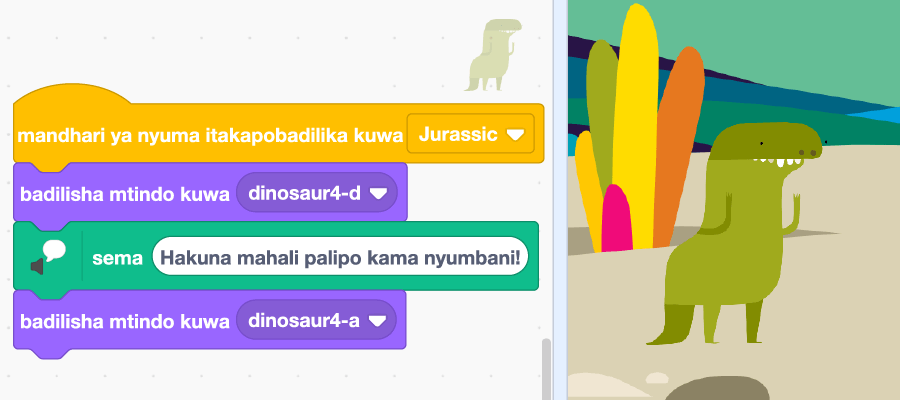 mandhari ya nyuma itakapobadilika kuwa Jurassic
badilisha mtindo kuwa dinosaur4-d
sema Hakuna mahali palipo kama nyumbani!
badilisha mtindo kuwa dinosaur4-a